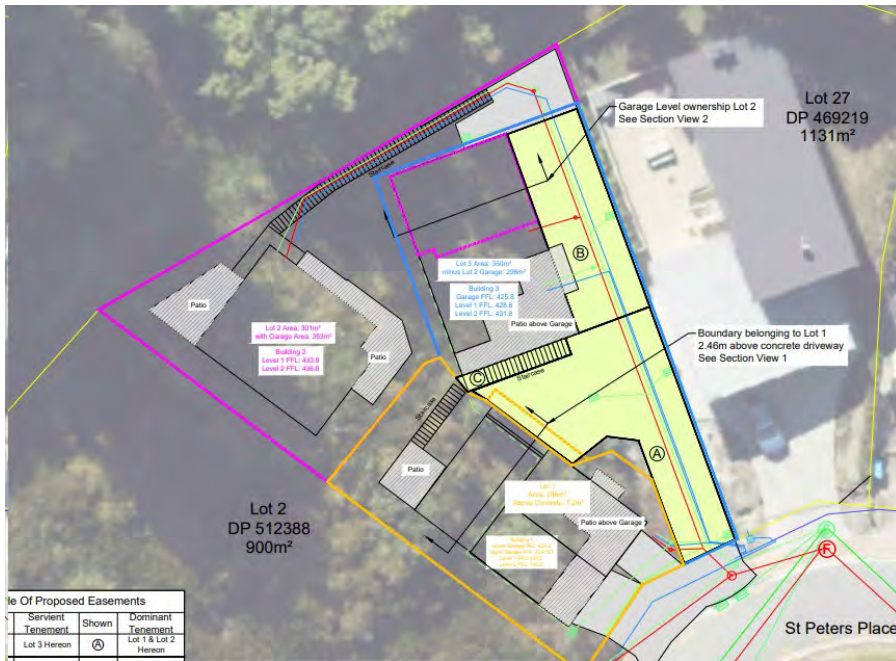 Garage Level ownership Lot 2
See Section View 2
Lot 27
DP 469219
1131m²
Staircase
Lot 3 Area: 350m²
minus Lot 2 Garage: 298m²
Building 3
Garage FFL: 425.8
Level 1 FFL: 428.8
Level 2 FFL: 431.8
B
Patio above Garage
Patio
Lot 2 Area: 301m²
with Garage Area: 353m²
Building 2
Level 1 FFL: 433.8
Level 2 FFL: 436.8
Patio
Boundary belonging to Lot 1
2.46m above concrete driveway
See Section View 1
C
Staircase
Staircase
A
Patio
Patio above Garage
Lot 2
DP 512388
900m²
le Of Proposed Easements
Servient
Tenement
Shown
Dominant
Tenement
Lot 3 Hereon
A
Lot 1 & Lot 2
Hereon
F
St Peters Place